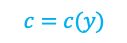 c = c(y)